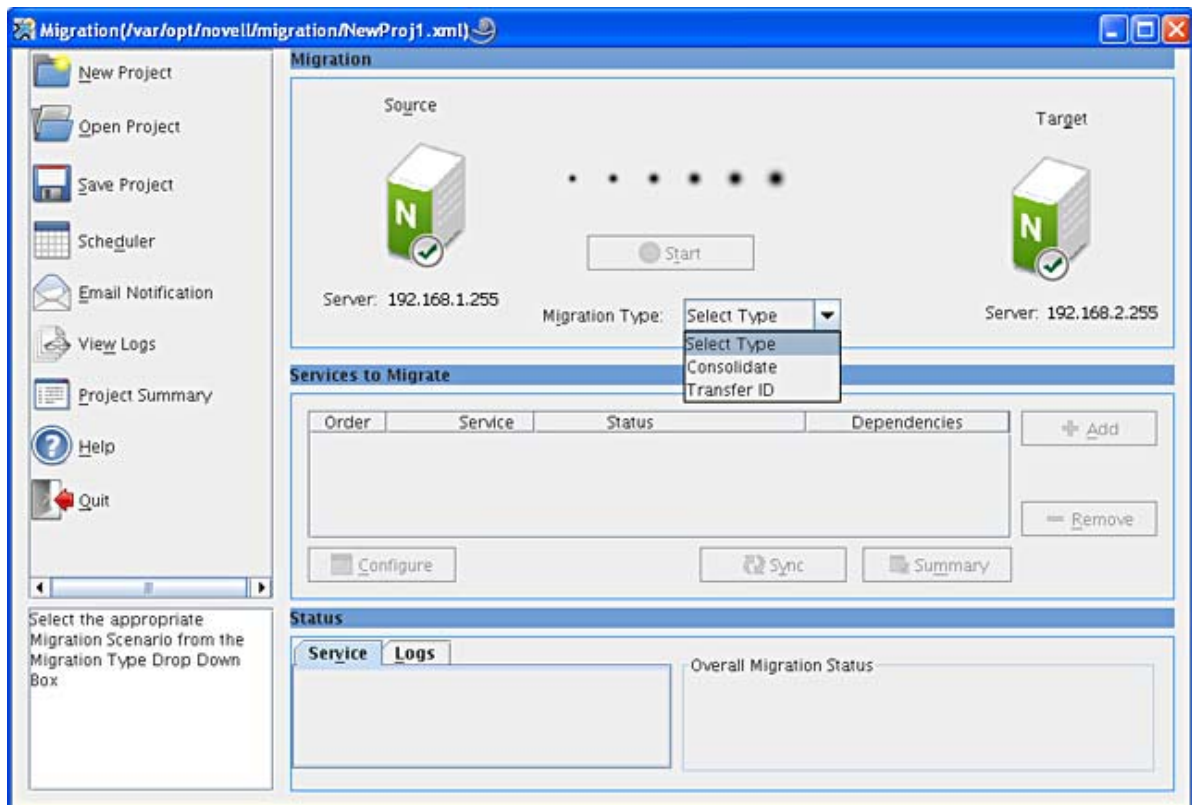 Migration(/var/opt/novell/migration/NewProj1.xml)
New Project
Open Project
Save Project
Scheduler
Email Notification
View Logs
Project Summary
Help
Quit
Select the appropriate
Migration Scenario from the
Migration Type Drop Down
Box
Migration
Source
Target
N
N
Start
Server: 192.168.1.255
Migration Type: Select Type
Server: 192.168.2.255
Select Type
Consolidate
Transfer ID
Services to Migrate
Order Service Status Dependencies
Add
Remove
Configure Sync Summary
Status
Service Logs
Overall Migration Status